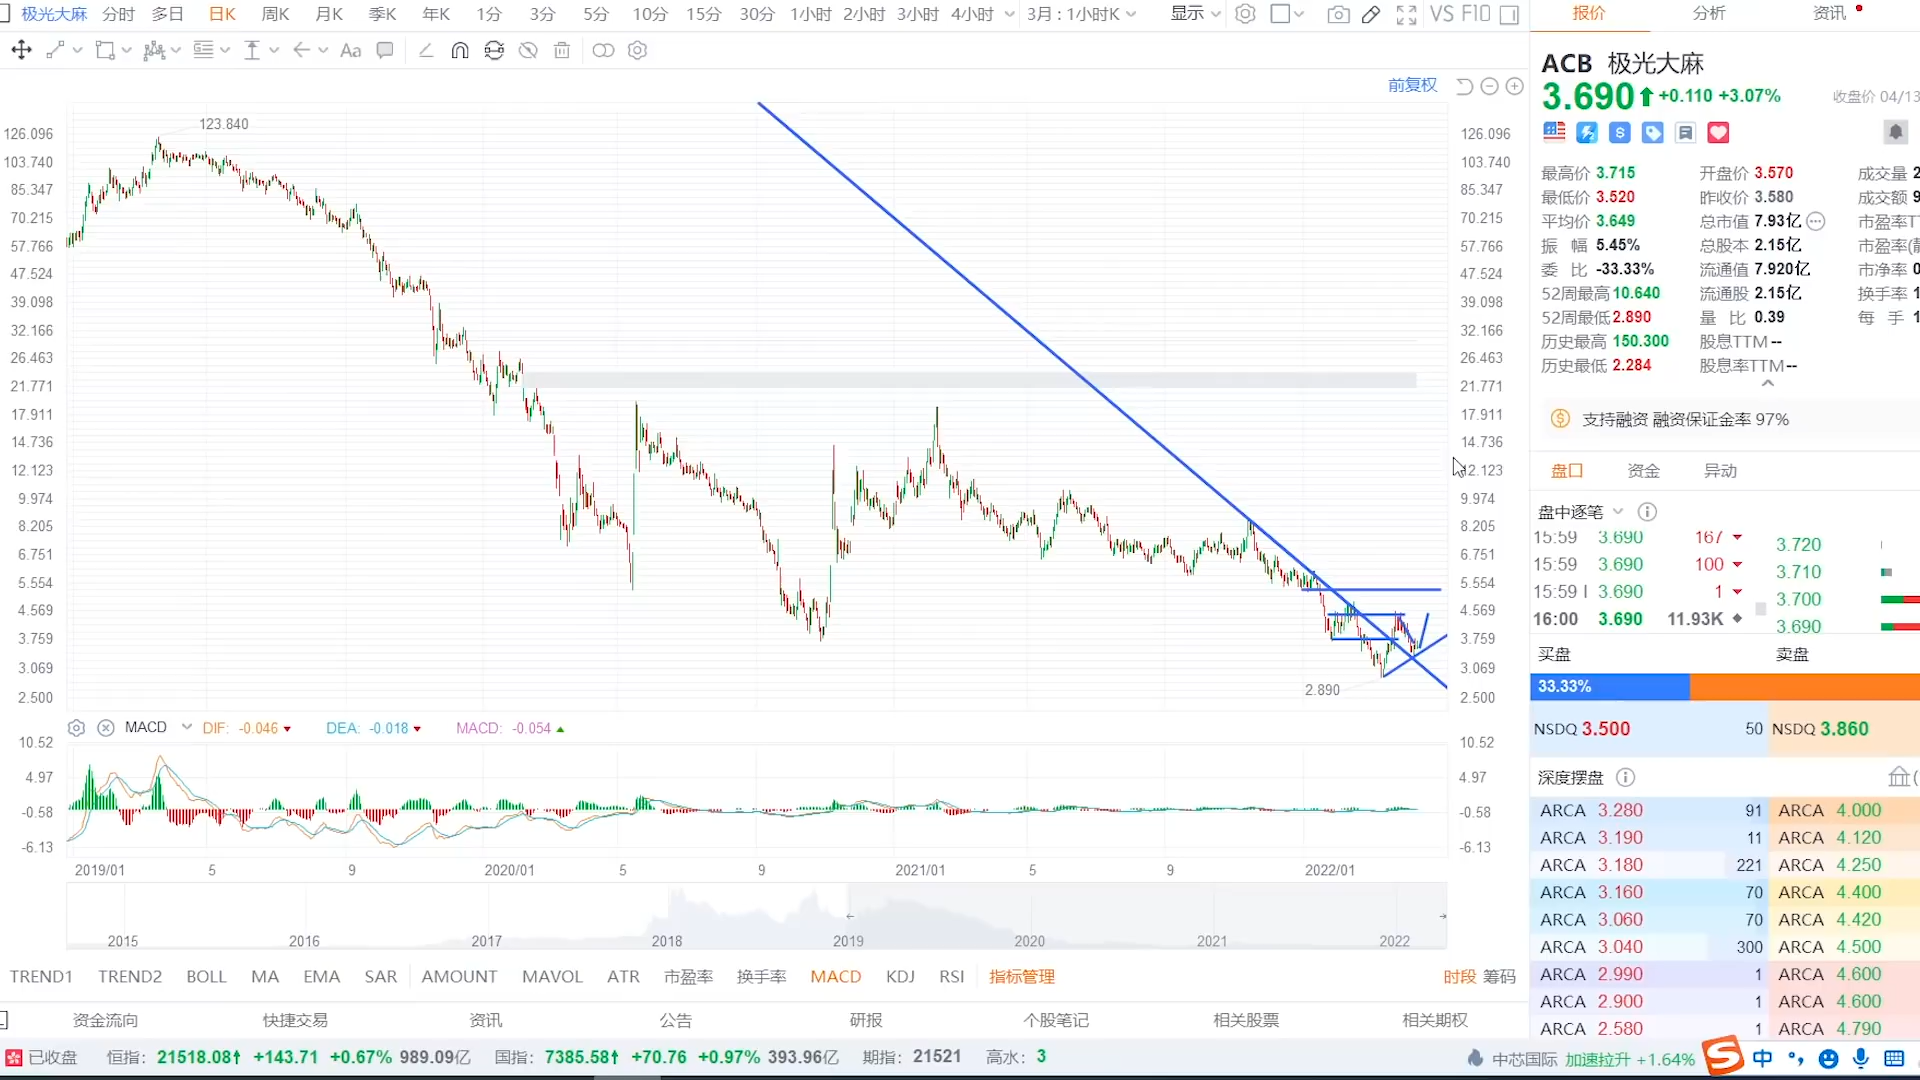 极光大麻 分时 多日 日K 周K 月K 季K 年K 1分 3分 5分 10分 15分 30分 1小时 2小时 3小时 4小时 3月：1小时K 显示 VS F10
Aa
前复权
123.840
126.096 126.096
103.740 103.740
85.347 85.347
70.215 70.215
57.766 57.766
47.524 47.524
39.098 39.098
32.166 32.166
26.463 26.463
21.771 21.771
17.911 17.911
14.736 14.736
12.123 12.123
9.974 9.974
8.205 8.205
6.751 6.751
5.554 5.554
4.569 4.569
3.759 3.759
3.069 3.069
2.500 2.500
2.890
MACD DIF: -0.046 DEA: -0.018 MACD: -0.054
10.52 10.52
4.97 4.97
-0.58 -0.58
-6.13 -6.13
2019/01 5 9 2020/01 5 9 2021/01 5 9 2022/01
2015 2016 2017 2018 2019 2020 2021 2022
TREND1 TREND2 BOLL MA EMA SAR AMOUNT MAVOL ATR 市盈率 换手率 MACD KDJ RSI 指标管理 时段 筹码
资金流向 快捷交易 资讯 公告 研报 个股笔记 相关股票 相关期权
已收盘 恒指: 21518.08↑ +143.71 +0.67% 989.09亿 国指: 7385.58↑ +70.76 +0.97% 393.96亿 期指: 21521 高水: 3 中芯国际 加速拉升 +1.64% 中
报价 分析 资讯
ACB 极光大麻
3.690 +0.110 +3.07% 收盘价 04/13
最高价 3.715 开盘价 3.570 成交量 2
最低价 3.520 昨收价 3.580 成交额 9
平均价 3.649 总市值 7.93亿 市盈率T
振 幅 5.45% 总股本 2.15亿 市盈率(静
委 比 -33.33% 流通值 7.920亿 市净率 0
52周最高 10.640 流通股 2.15亿 换手率 1
52周最低 2.890 量 比 0.39 每 手 1
历史最高 150.300 股息TTM --
历史最低 2.284 股息率TTM --
支持融资 融资保证金率 97%
盘口 资金 异动
盘中逐笔
15:59 3.690 167 3.720
15:59 3.690 100 3.710
15:59 3.690 1 3.700
16:00 3.690 11.93K 3.690
买盘 卖盘
33.33%
NSDQ 3.500 50 NSDQ 3.860
深度摆盘
ARCA 3.280 91 ARCA 4.000
ARCA 3.190 11 ARCA 4.120
ARCA 3.180 221 ARCA 4.250
ARCA 3.160 70 ARCA 4.400
ARCA 3.060 70 ARCA 4.420
ARCA 3.040 300 ARCA 4.500
ARCA 2.990 1 ARCA 4.600
ARCA 2.900 1 ARCA 4.600
ARCA 2.580 1 ARCA 4.790